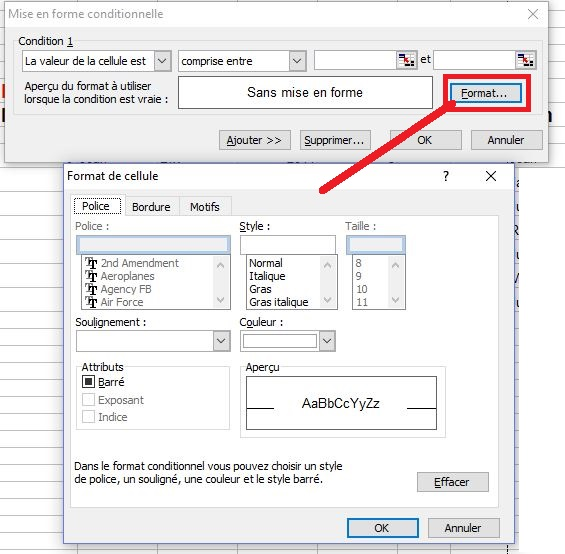 Mise en forme conditionnelle
Condition 1
La valeur de la cellule est comprise entre et
Aperçu du format à utiliser
lorsque la condition est vraie :
Sans mise en forme
Format...
Ajouter >> Supprimer... OK Annuler
Format de cellule ?
Police Bordure Motifs
Police : Style : Taille :
2nd Amendment Normal 8
Aeroplanes Italique 9
Agency FB Gras 10
Air Force Gras italique 11
Soulignement : Couleur :
Attributs Aperçu
Barré
Exposant
Indice
AaBbCcYyZz
Dans le format conditionnel vous pouvez choisir un style
de police, un souligné, une couleur et le style barré.
Effacer
OK Annuler